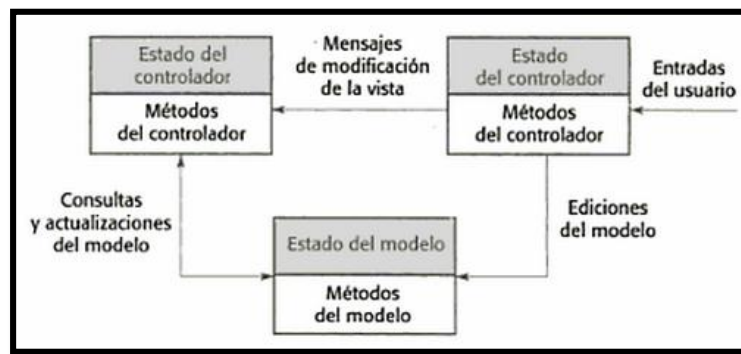 Estado del
controlador
Métodos
del controlador
Mensajes
de modificación
de la vista
Estado
del controlador
Métodos
del controlador
Entradas
del usuario
Consultas
y actualizaciones
del modelo
Estado del modelo
Métodos
del modelo
Ediciones
del modelo